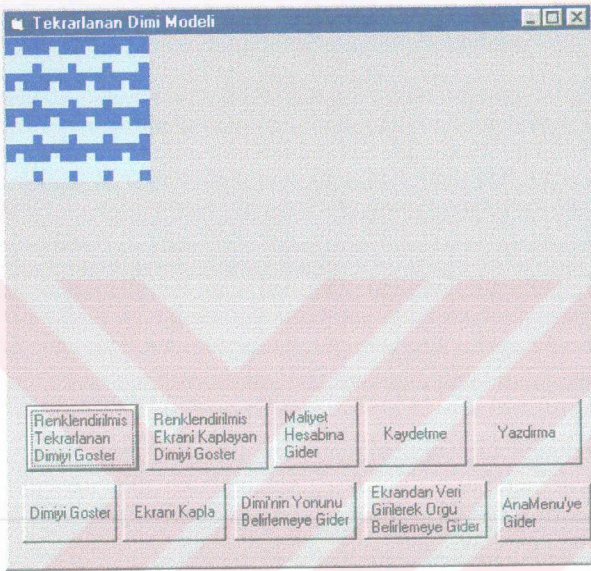 Tekrarlanan Dimi Modeli
Renklendirilmis
Tekrarlanan
Dimiyi Goster
Renklendirilmis
Ekrani Kaplayan
Dimiyi Goster
Maliyet
Hesabina
Gider
Kaydetme
Yazdirma
Dimiyi Goster
Ekrani Kapla
Dimi'nin Yonunu
Belirlemeye Gider
Ekrandan Veri
Girilerek Orgu
Belirlemeye Gider
AnaMenu'ye
Gider